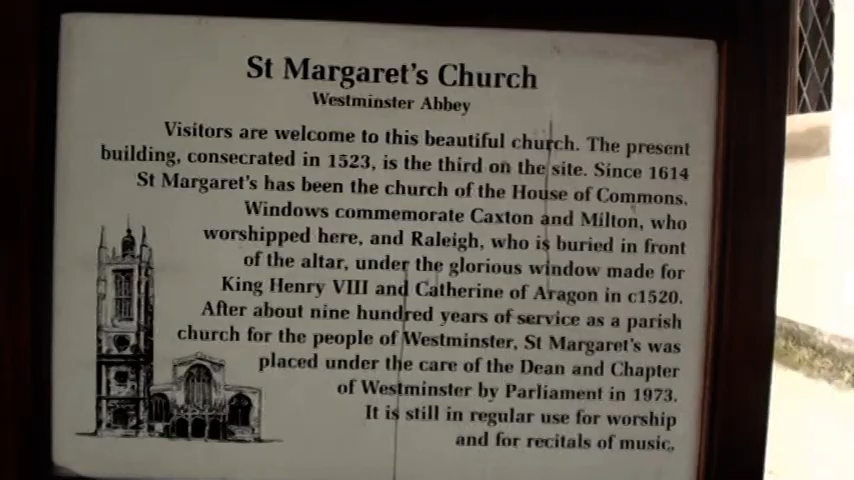 St Margaret's Church
Westminster Abbey
Visitors are welcome to this beautiful church. The present
building, consecrated in 1523, is the third on the site. Since 1614
St Margaret's has been the church of the House of Commons.
Windows commemorate Caxton and Milton, who
worshipped here, and Raleigh, who is buried in front
of the altar, under the glorious window made for
King Henry VIII and Catherine of Aragon in c1520.
After about nine hundred years of service as a parish
church for the people of Westminster, St Margaret's was
placed under the care of the Dean and Chapter
of Westminster by Parliament in 1973.
It is still in regular use for worship
and for recitals of music.